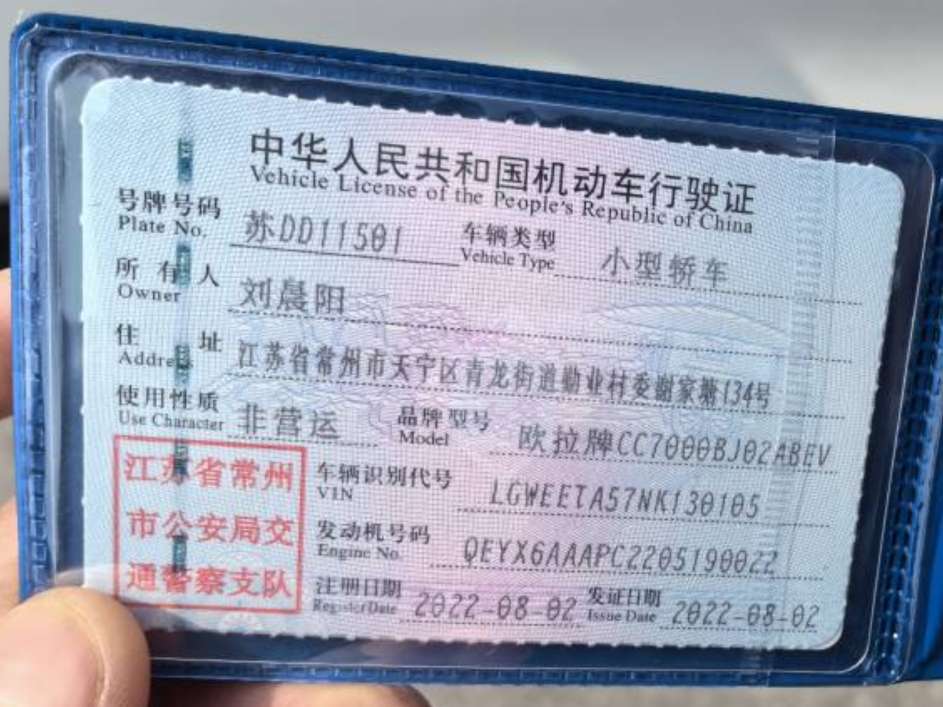 中华人民共和国机动车行驶证
Vehicle License of the People's Republic of China
号牌号码 苏DD11501 车辆类型 小型轿车
Plate No. Vehicle Type
所有人 刘晨阳
Owner
住址 江苏省常州市天宁区青龙街道勤业村委谢家塘134号
Address
使用性质 非营运 品牌型号 欧拉牌CC7000BJ02ABEV
Use Character Model
江苏省常州
市公安局交
通警察支队
车辆识别代号 LGWEETA57NK130105
VIN
发动机号码 QEYX6AAAPC2205190022
Engine No.
注册日期 2022-08-02 发证日期 2022-08-02
Register Date Issue Date